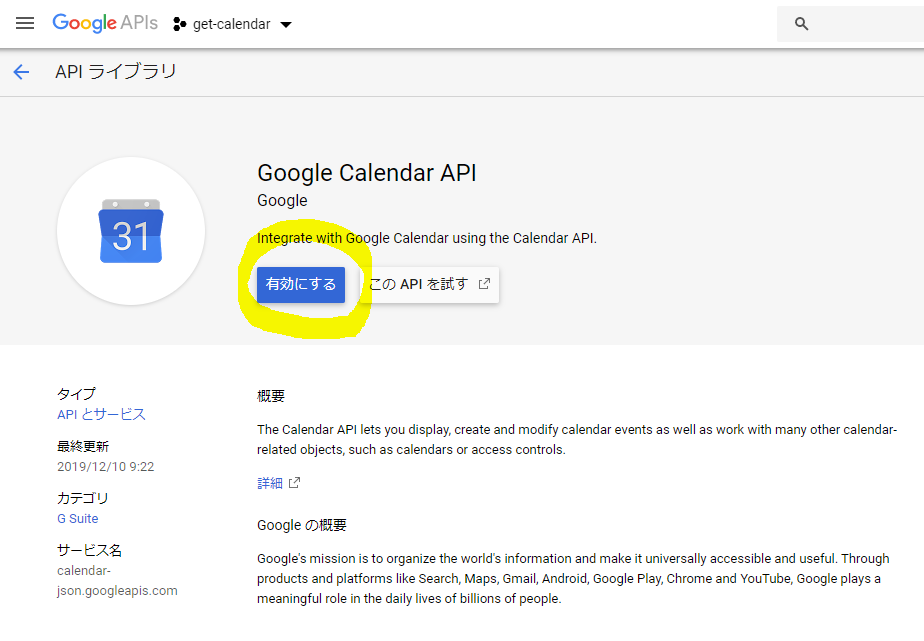 Google APIs get-calendar
API ライブラリ
31
Google Calendar API
Google
Integrate with Google Calendar using the Calendar API.
有効にする この API を試す
タイプ
API とサービス
最終更新
2019/12/10 9:22
カテゴリ
G Suite
サービス名
calendar-
json.googleapis.com
概要
The Calendar API lets you display, create and modify calendar events as well as work with many other calendar-
related objects, such as calendars or access controls.
詳細
Google の概要
Google's mission is to organize the world's information and make it universally accessible and useful. Through
products and platforms like Search, Maps, Gmail, Android, Google Play, Chrome and YouTube, Google plays a
meaningful role in the daily lives of billions of people.